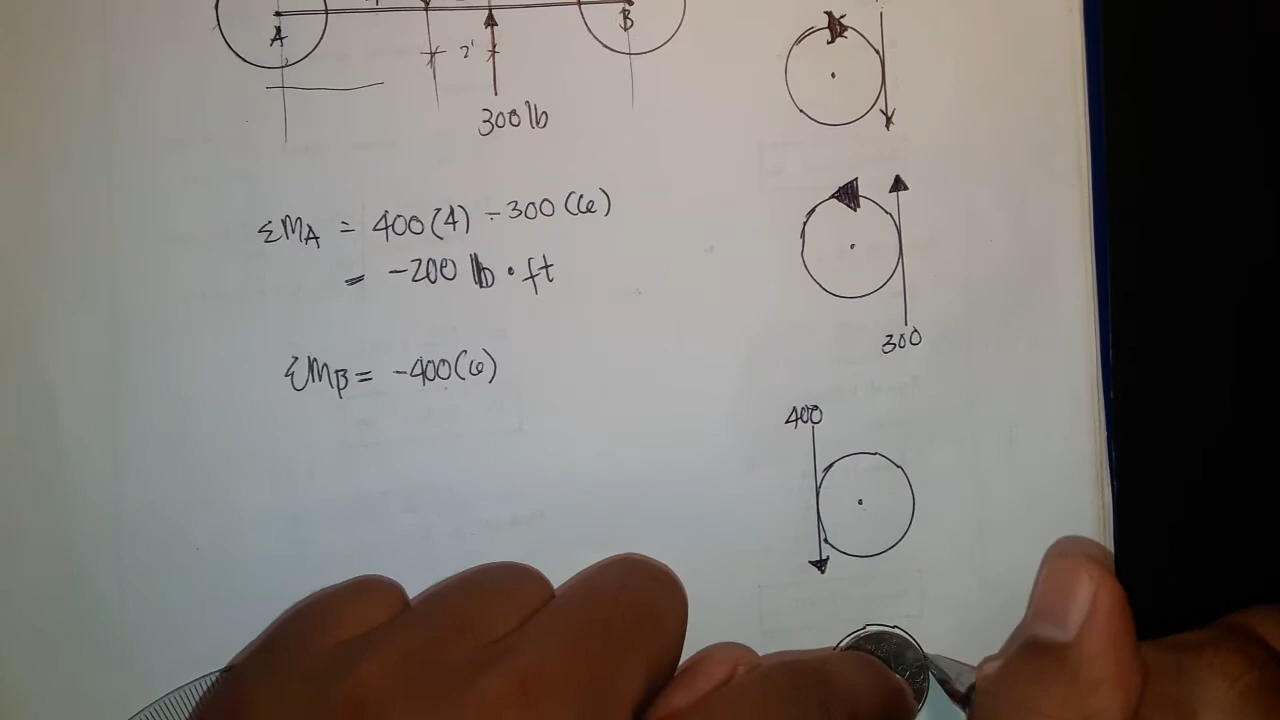 A
B
2'
300 lb
ΣMA = 400(4) - 300(6)
= -200 lb · ft
300
ΣMB = -400(6)
400